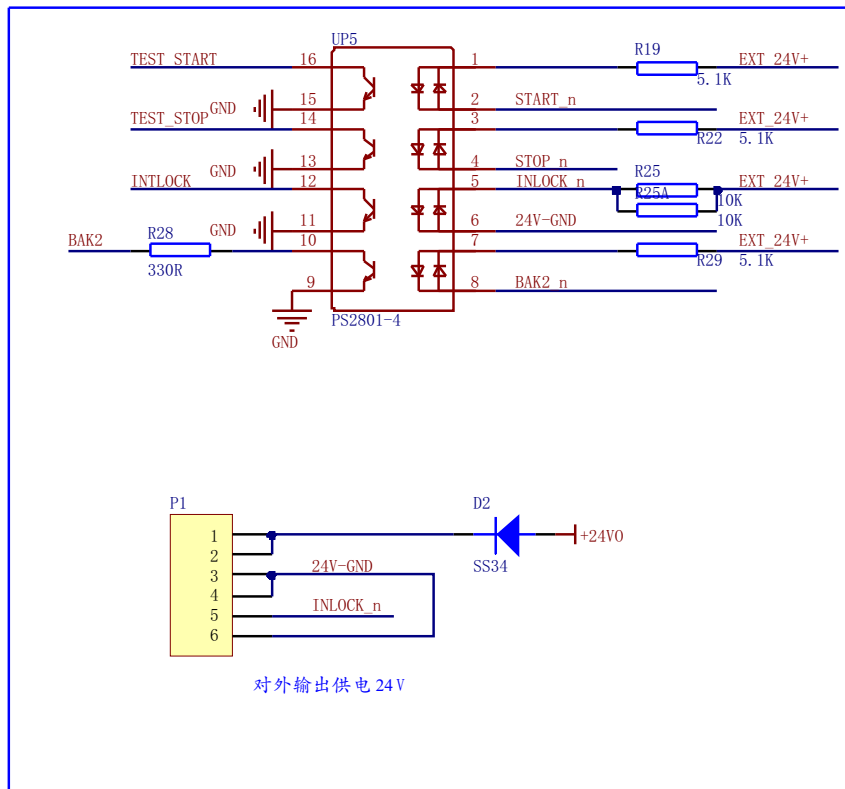 UP5
TEST_START 16 1 R19 EXT_24V+
5.1K
GND 15 2 START_n
TEST_STOP 14 3 EXT_24V+
R22 5.1K
GND 13 4 STOP_n R25
INTLOCK 12 5 INLOCK_n EXT_24V+
R25A 10K
GND 11 6 24V-GND 10K
BAK2 R28 10 7 EXT_24V+
330R R29 5.1K
9 8 BAK2_n
PS2801-4
GND
P1 D2
1 +24VO
2
3 24V-GND SS34
4
5 INLOCK_n
6
对外输出供电24V